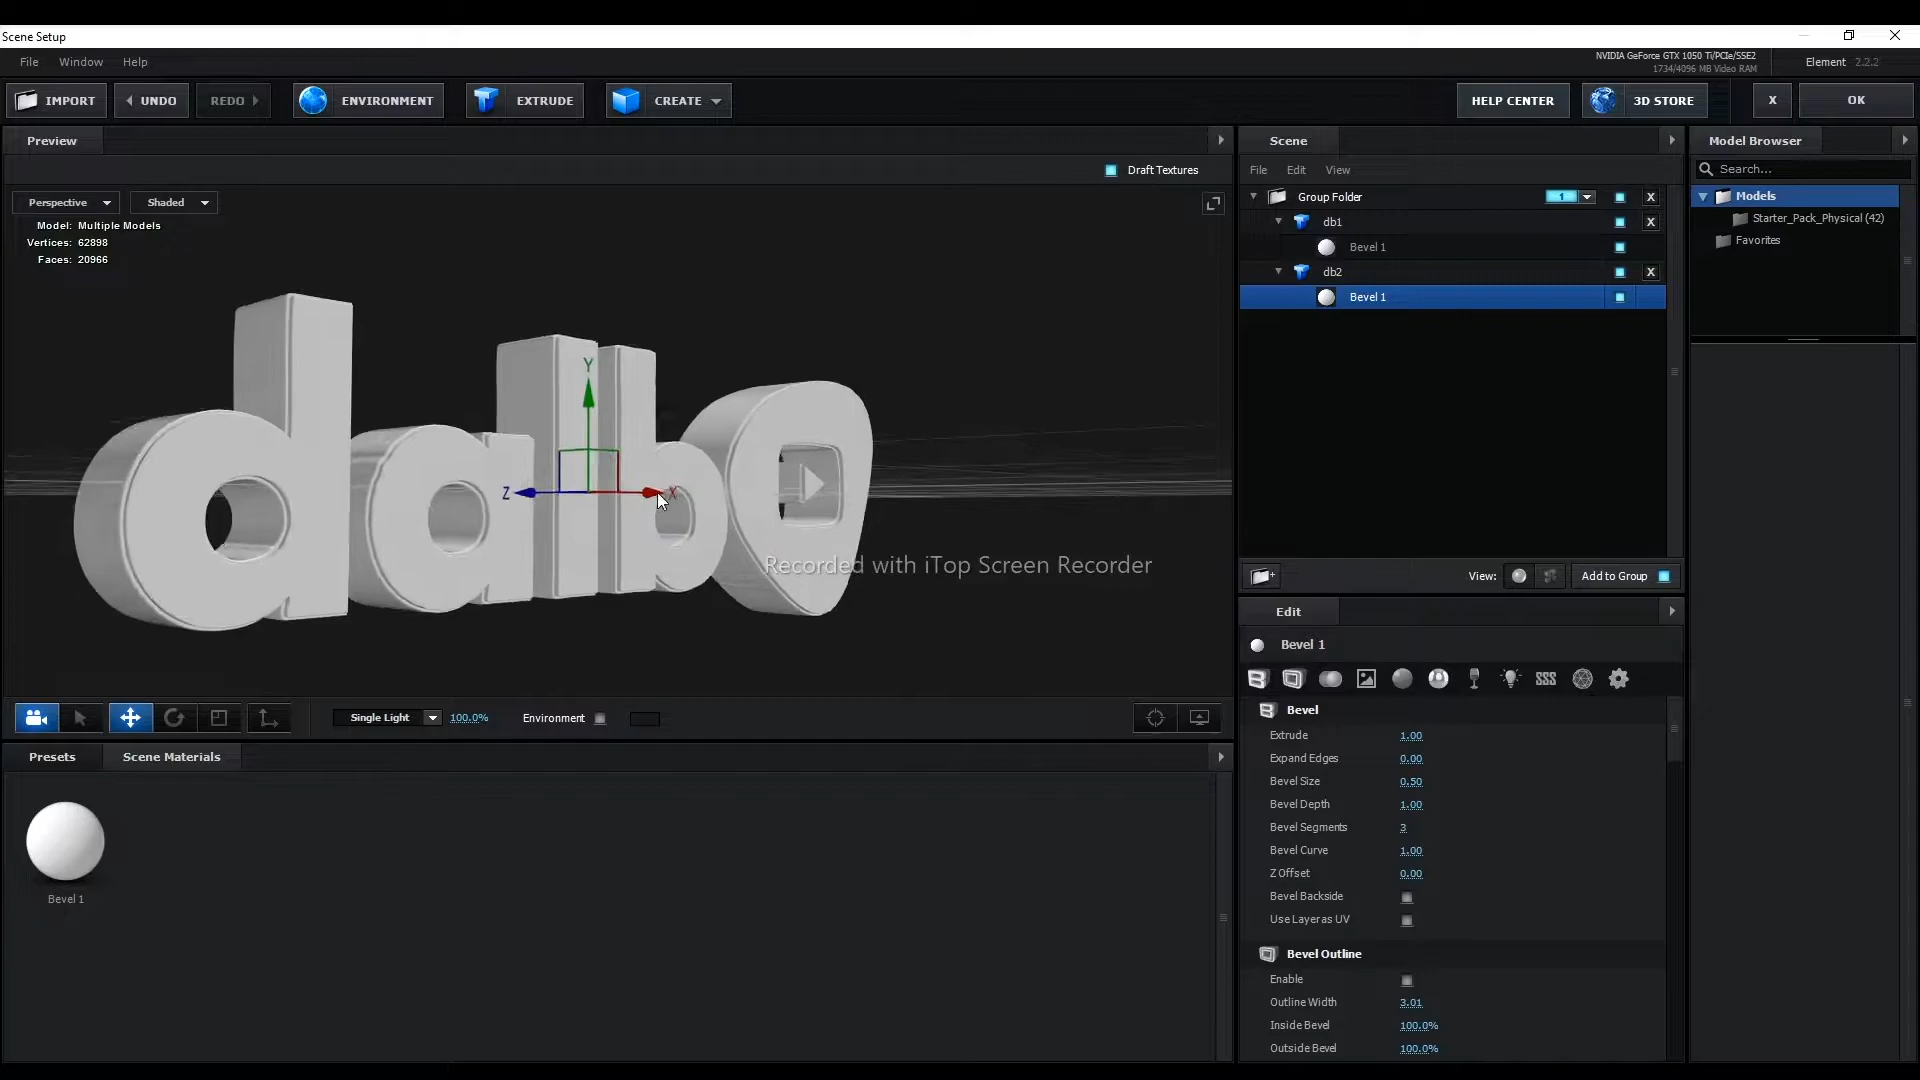 Scene Setup
File Window Help
NVIDIA GeForce GTX 1050 Ti/PCIe/SSE2
1734/4096 MB Video RAM
Element 2.2.2
IMPORT UNDO REDO ENVIRONMENT EXTRUDE CREATE HELP CENTER 3D STORE X OK
Preview
Draft Textures
Perspective Shaded
Model: Multiple Models
Vertices: 62898
Faces: 20966
dalbo
Y
Z X
Recorded with iTop Screen Recorder
Single Light 100.0% Environment
Presets Scene Materials
Bevel 1
Scene
File Edit View
Group Folder 1 X
db1 X
Bevel 1
db2 X
Bevel 1
View: Add to Group
Edit
Bevel 1
SSS
Bevel
Extrude 1.00
Expand Edges 0.00
Bevel Size 0.50
Bevel Depth 1.00
Bevel Segments 3
Bevel Curve 1.00
Z Offset 0.00
Bevel Backside
Use Layer as UV
Bevel Outline
Enable
Outline Width 3.01
Inside Bevel 100.0%
Outside Bevel 100.0%
Model Browser
Search...
Models
Starter_Pack_Physical (42)
Favorites